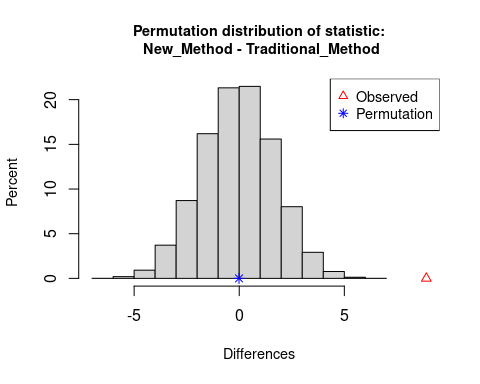 Permutation distribution of statistic:
New_Method - Traditional_Method
Observed
Permutation
Percent
20
15
10
5
0
-5 0 5
Differences